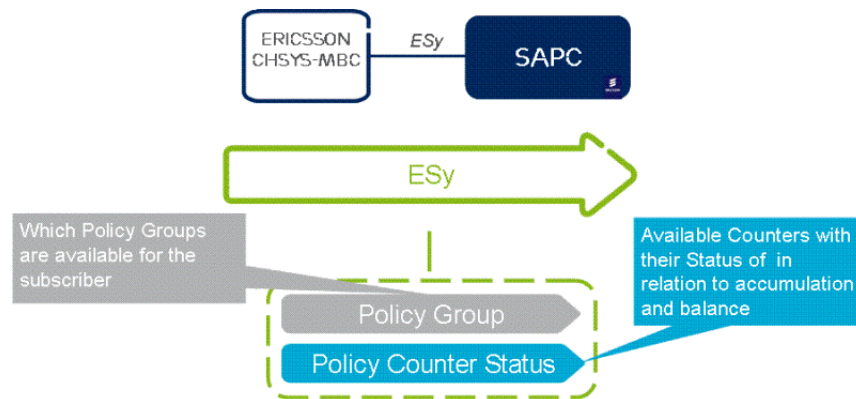 ERICSSON
CHSYS-MBC
ESy
SAPC
ESy
Which Policy Groups
are available for the
subscriber
Available Counters with
their Status of in
relation to accumulation
and balance
Policy Group
Policy Counter Status